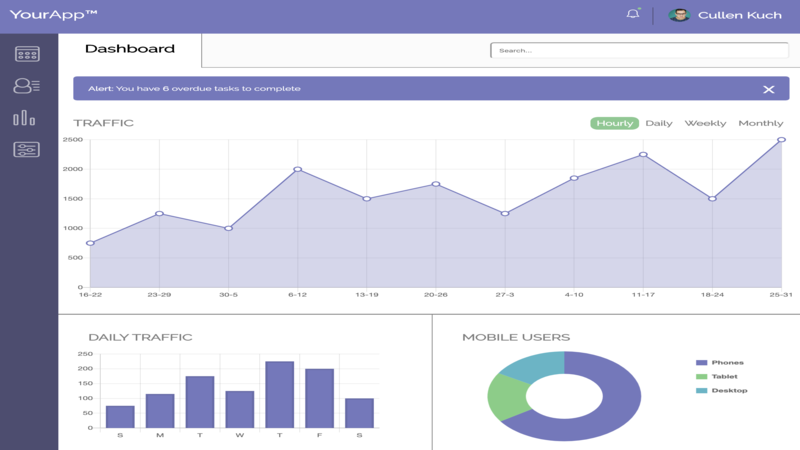 YourApp™
Cullen Kuch
Dashboard
Search...
Alert: You have 6 overdue tasks to complete
TRAFFIC
Hourly Daily Weekly Monthly
2500
2000
1500
1000
500
0
16-22 23-29 30-5 6-12 13-19 20-26 27-3 4-10 11-17 18-24 25-31
DAILY TRAFFIC
250
200
150
100
50
0
S M T W T F S
MOBILE USERS
Phones
Tablet
Desktop